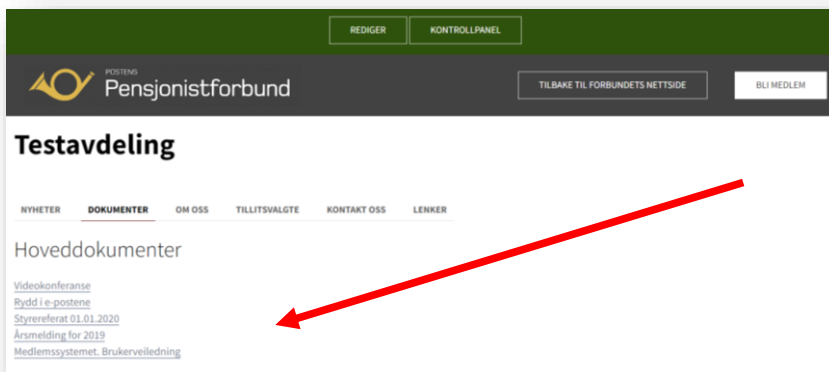 REDIGER KONTROLLPANEL
POSTENS
Pensjonistforbund
TILBAKE TIL FORBUNDETS NETTSIDE BLI MEDLEM
Testavdeling
NYHETER DOKUMENTER OM OSS TILLITSVALGTE KONTAKT OSS LENKER
Hoveddokumenter
Videokonferanse
Rydd i e-postene
Styrereferat 01.01.2020
Årsmelding for 2019
Medlemssystemet. Brukerveiledning